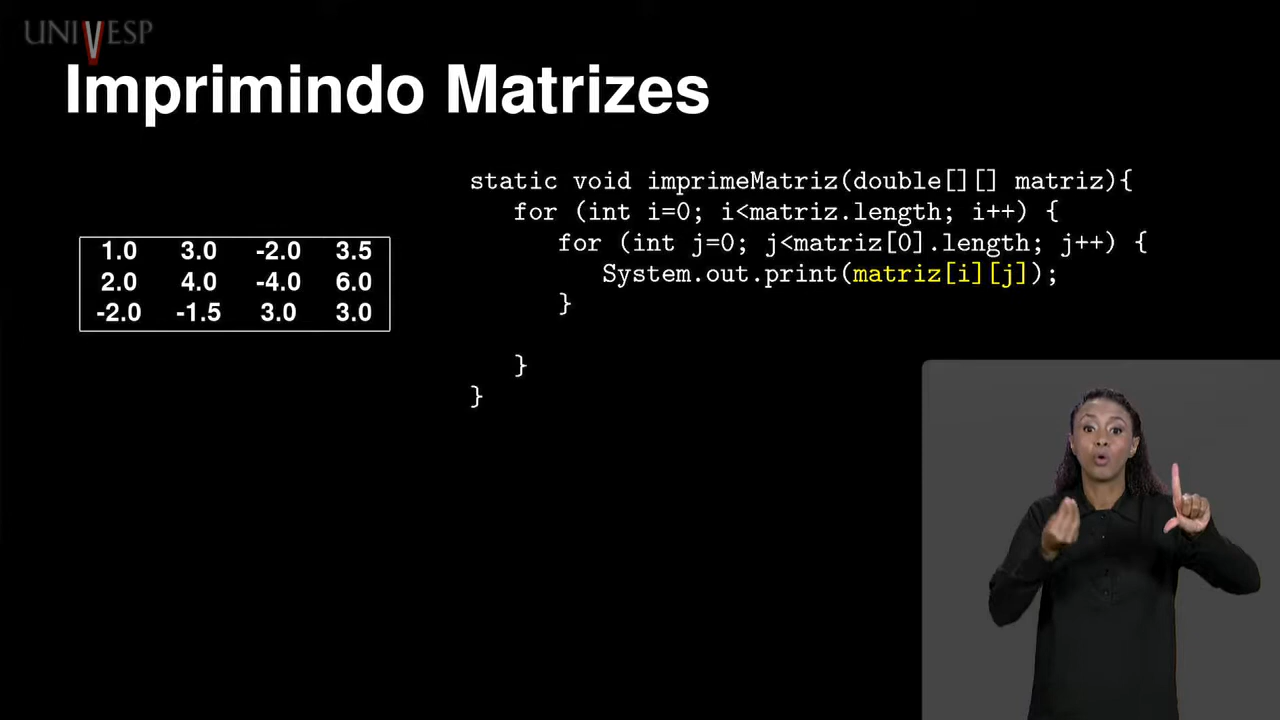 UNIVESP
Imprimindo Matrizes
1.0 3.0 -2.0 3.5
2.0 4.0 -4.0 6.0
-2.0 -1.5 3.0 3.0
static void imprimeMatriz(double[][] matriz){
for (int i=0; i<matriz.length; i++) {
for (int j=0; j<matriz[0].length; j++) {
System.out.print(matriz[i][j]);
}
}
}